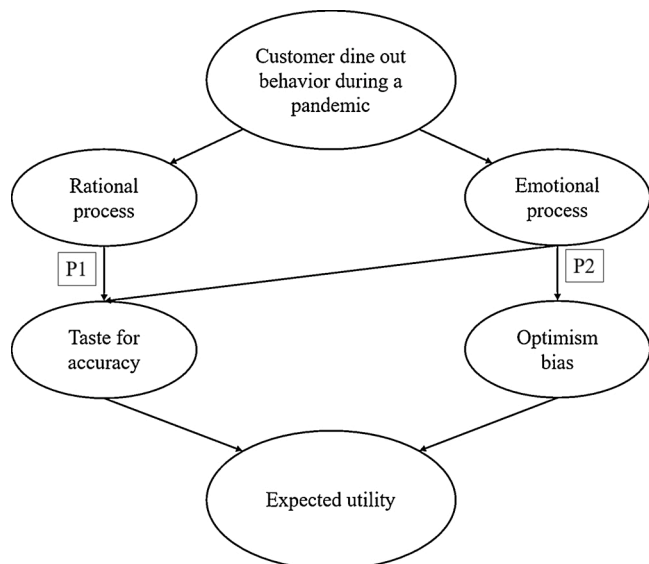 Customer dine out
behavior during a
pandemic
Rational
process
Emotional
process
P1
P2
Taste for
accuracy
Optimism
bias
Expected utility